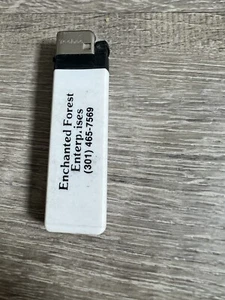 Enchanted Forest
Enterp.ises
(301) 465-7569